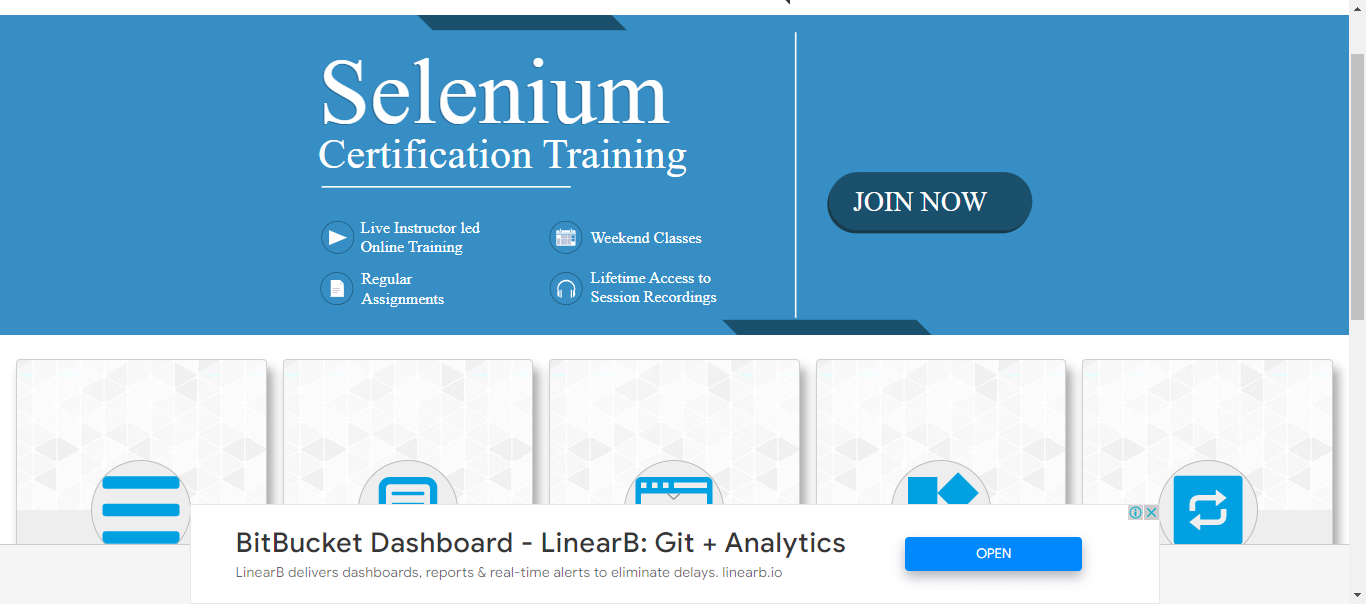 Selenium
Certification Training
Live Instructor led
Online Training
Weekend Classes
Regular
Assignments
Lifetime Access to
Session Recordings
JOIN NOW
BitBucket Dashboard - LinearB: Git + Analytics
LinearB delivers dashboards, reports & real-time alerts to eliminate delays. linearb.io
OPEN